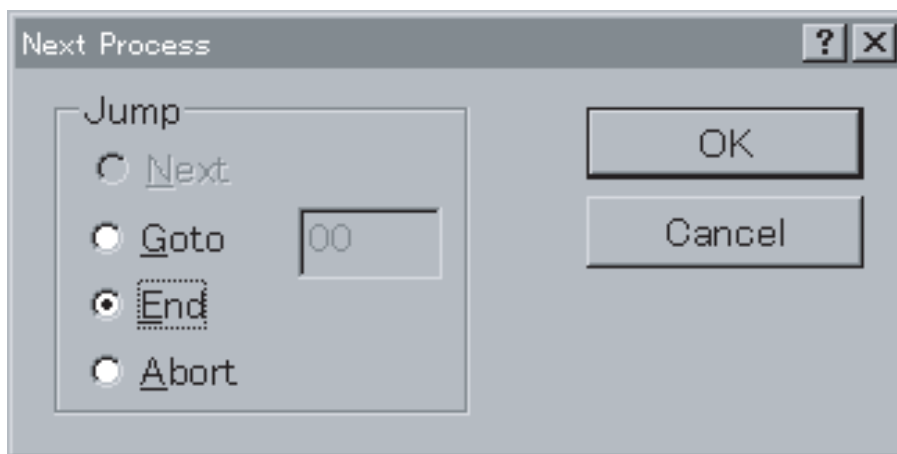 Next Process
Jump
Next
Goto 00
End
Abort
OK
Cancel